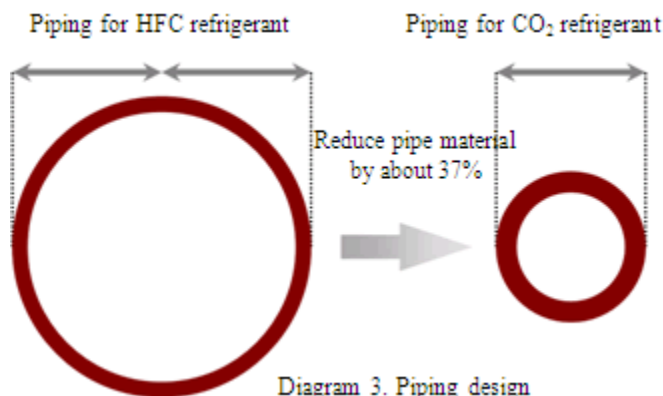 Piping for HFC refrigerant
Piping for CO₂ refrigerant
Reduce pipe material
by about 37%
Diagram 3. Piping design